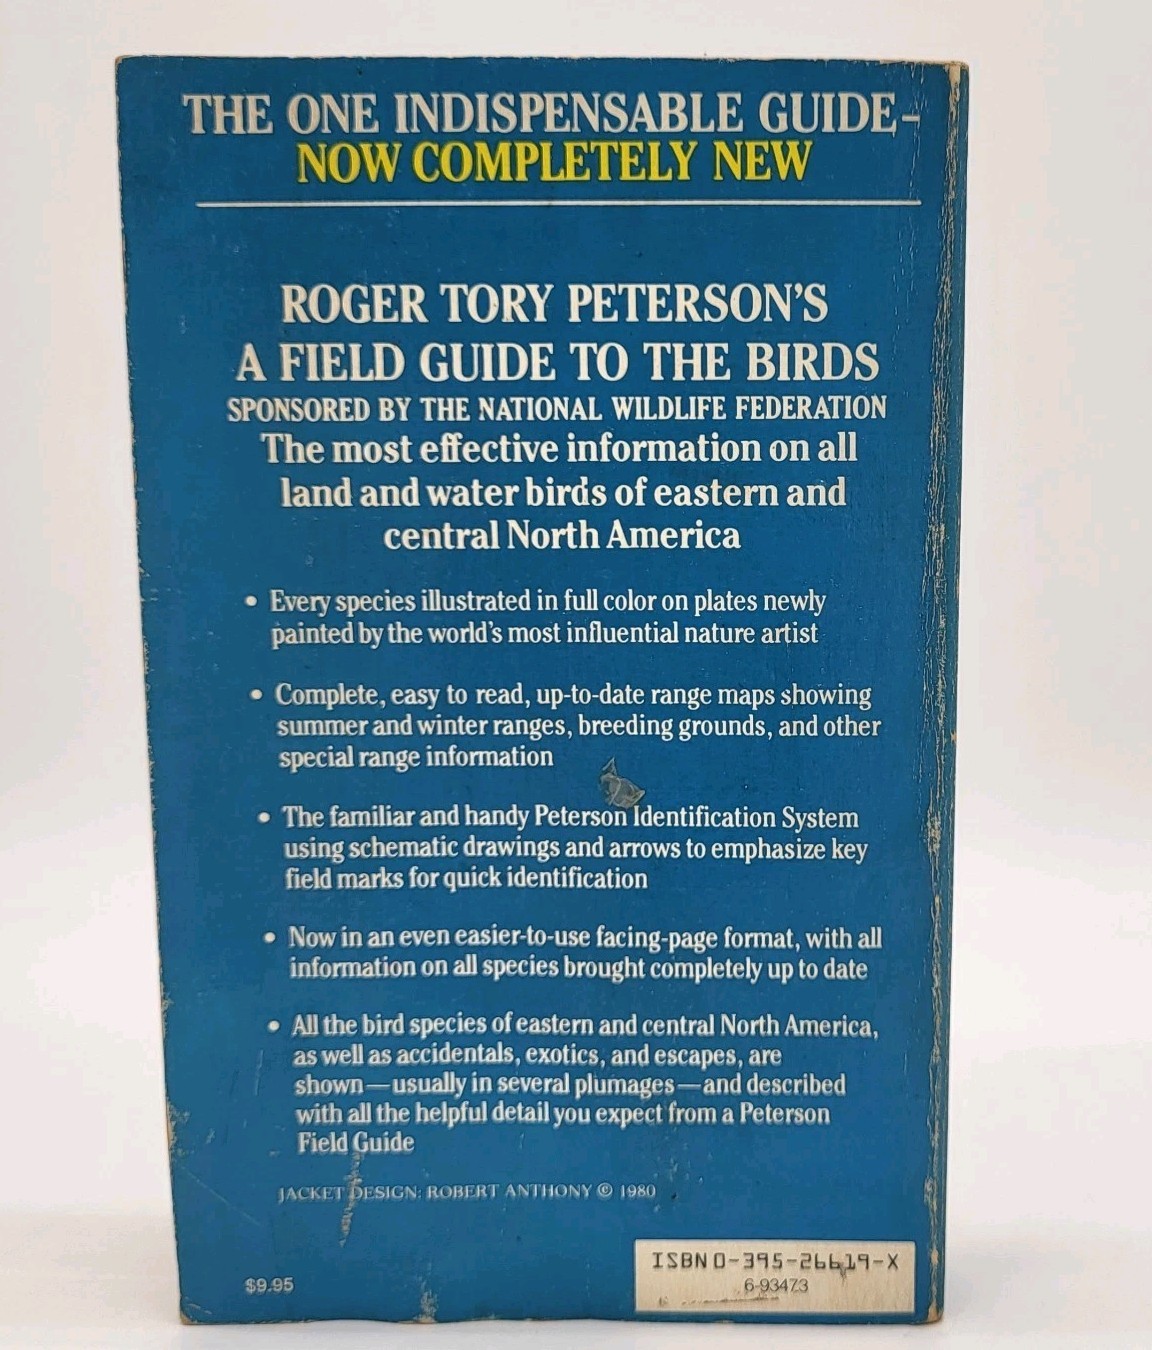 THE ONE INDISPENSABLE GUIDE-
NOW COMPLETELY NEW
ROGER TORY PETERSON'S
A FIELD GUIDE TO THE BIRDS
SPONSORED BY THE NATIONAL WILDLIFE FEDERATION
The most effective information on all
land and water birds of eastern and
central North America
• Every species illustrated in full color on plates newly
painted by the world's most influential nature artist
• Complete, easy to read, up-to-date range maps showing
summer and winter ranges, breeding grounds, and other
special range information
• The familiar and handy Peterson Identification System
using schematic drawings and arrows to emphasize key
field marks for quick identification
• Now in an even easier-to-use facing-page format, with all
information on all species brought completely up to date
• All the bird species of eastern and central North America,
as well as accidentals, exotics, and escapes, are
shown—usually in several plumages—and described
with all the helpful detail you expect from a Peterson
Field Guide
JACKET DESIGN: ROBERT ANTHONY © 1980
$9.95
ISBN 0-395-26619-X
6-93473